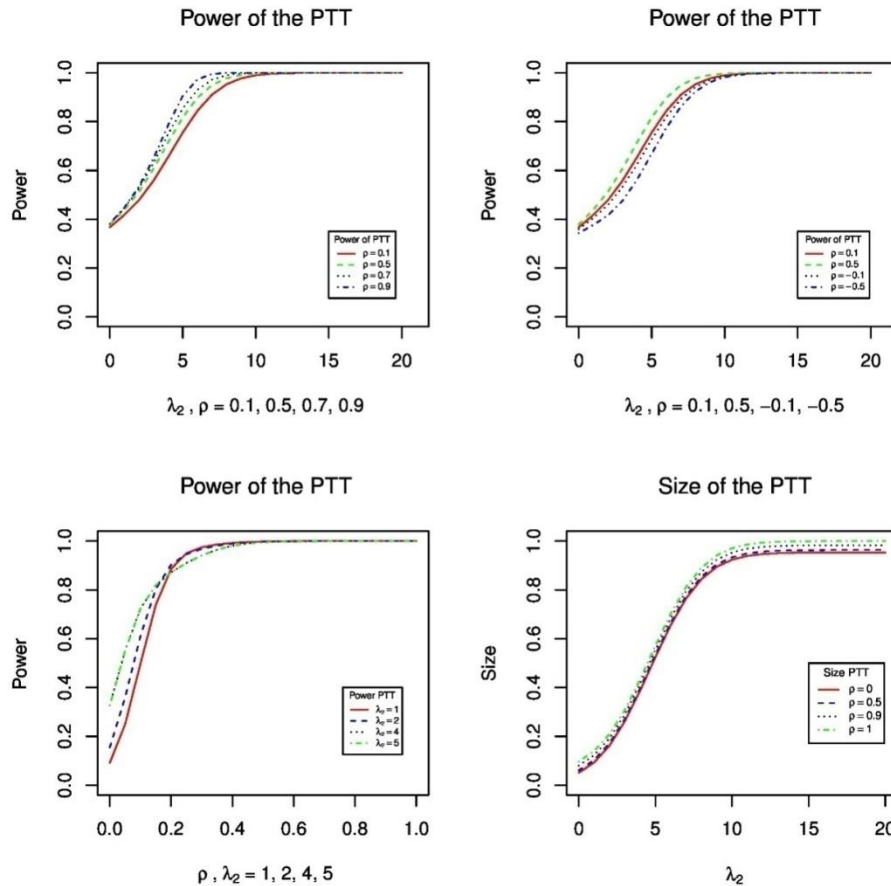 Power of the PTT
Power
0.0 0.2 0.4 0.6 0.8 1.0
Power of PTT
ρ = 0.1
ρ = 0.5
ρ = 0.7
ρ = 0.9
0 5 10 15 20
λ2 , ρ = 0.1, 0.5, 0.7, 0.9
Power of the PTT
Power
0.0 0.2 0.4 0.6 0.8 1.0
Power of PTT
ρ = 0.1
ρ = 0.5
ρ = −0.1
ρ = −0.5
0 5 10 15 20
λ2 , ρ = 0.1, 0.5, −0.1, −0.5
Power of the PTT
Power
0.0 0.2 0.4 0.6 0.8 1.0
Power PTT
λ2 = 1
λ2 = 2
λ2 = 4
λ2 = 5
0.0 0.2 0.4 0.6 0.8 1.0
ρ , λ2 = 1, 2, 4, 5
Size of the PTT
Size
0.0 0.2 0.4 0.6 0.8 1.0
Size PTT
ρ = 0
ρ = 0.5
ρ = 0.9
ρ = 1
0 5 10 15 20
λ2